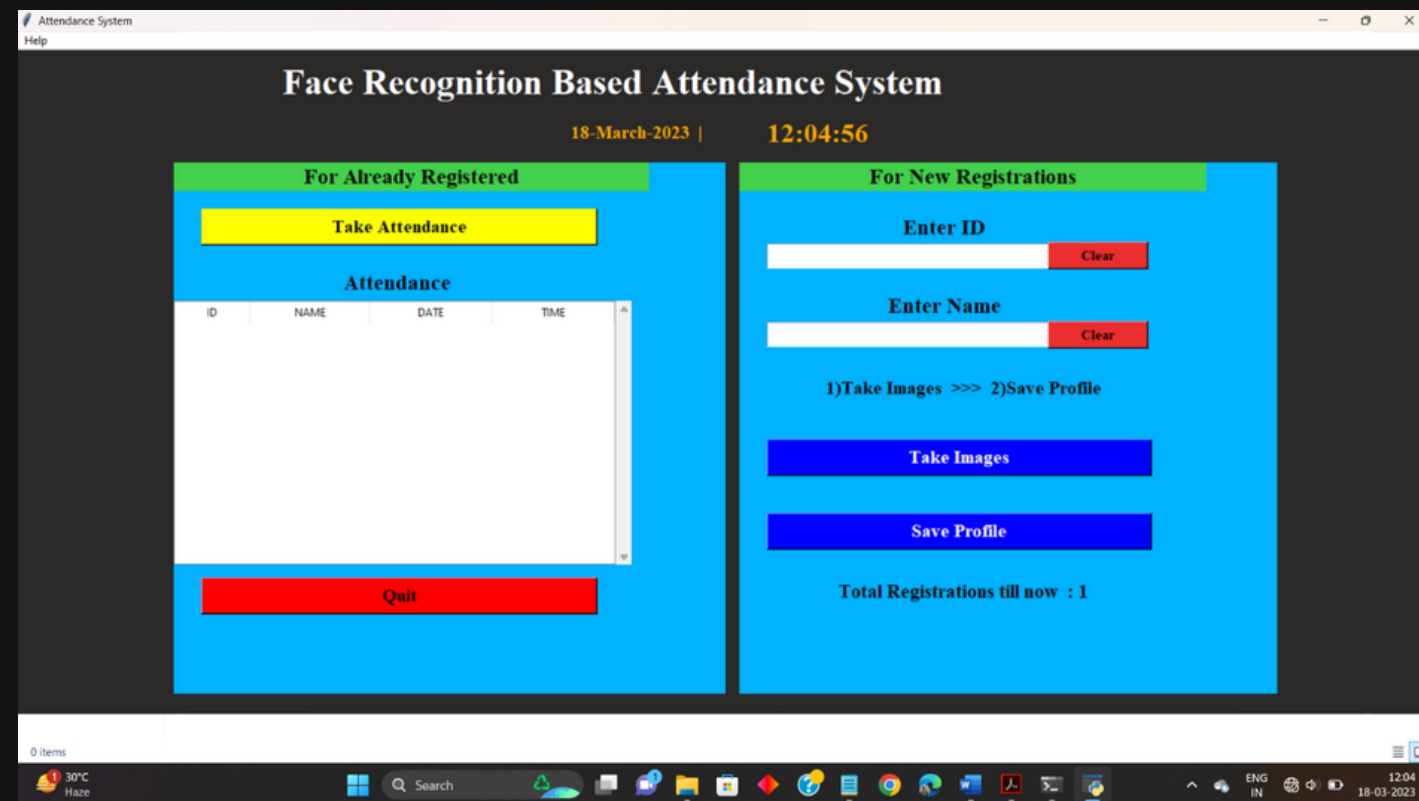 Attendance System
Help
Face Recognition Based Attendance System
18-March-2023 | 12:04:56
For Already Registered
Take Attendance
Attendance
ID NAME DATE TIME
Quit
For New Registrations
Enter ID
Clear
Enter Name
Clear
1)Take Images >>> 2)Save Profile
Take Images
Save Profile
Total Registrations till now : 1
0 items
1
30°C
Haze
Search
ENG
IN
12:04
18-03-2023